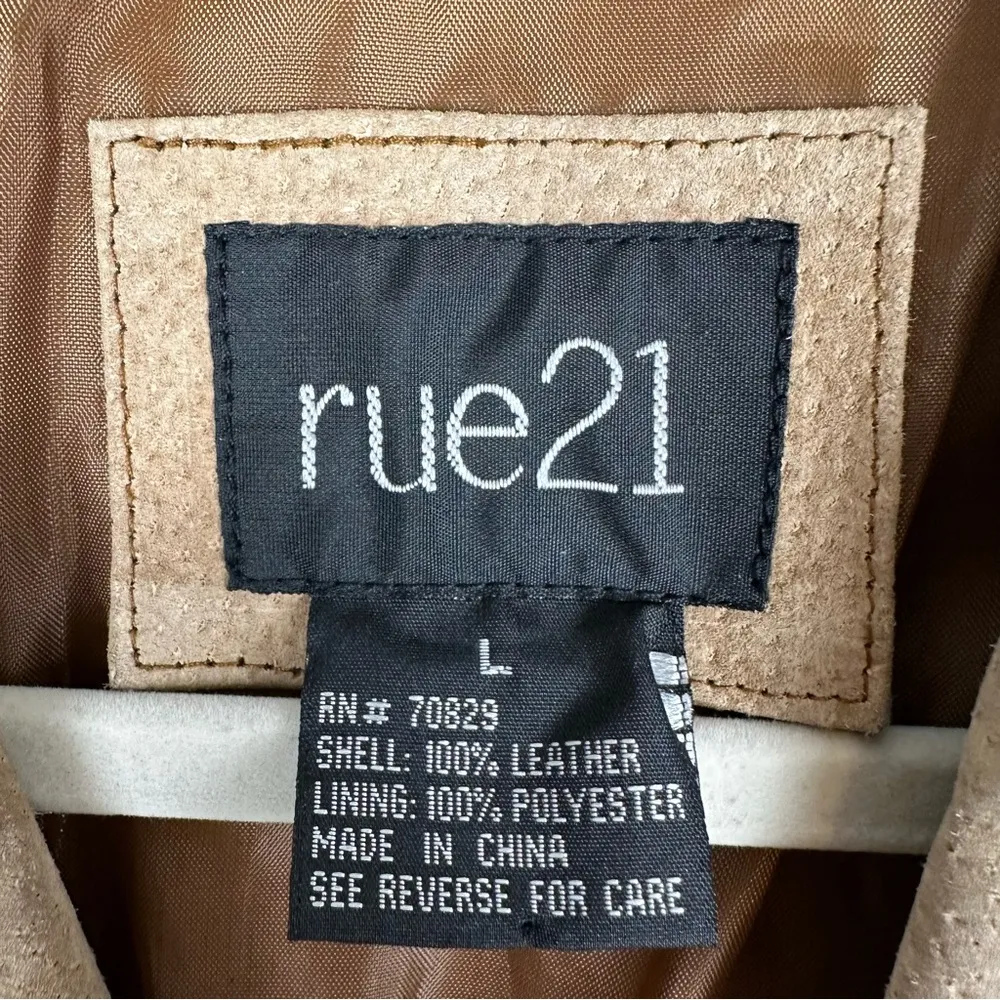 rue21
L
RN# 70829
SHELL: 100% LEATHER
LINING: 100% POLYESTER
MADE IN CHINA
SEE REVERSE FOR CARE